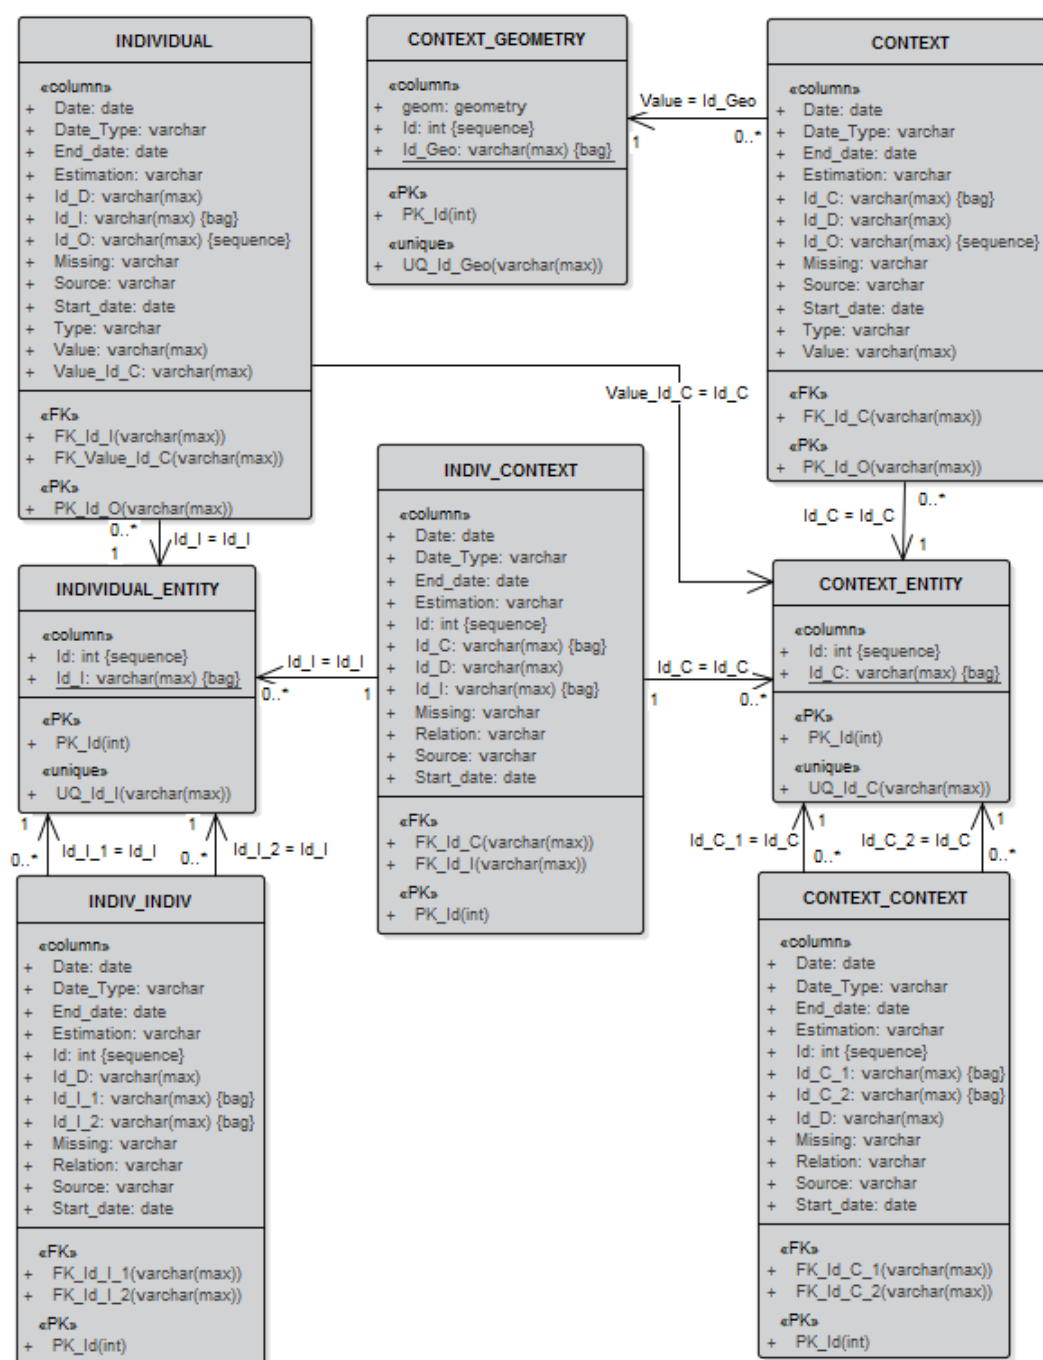 INDIVIDUAL
«column»
+ Date: date
+ Date_Type: varchar
+ End_date: date
+ Estimation: varchar
+ Id_D: varchar(max)
+ Id_I: varchar(max) {bag}
+ Id_O: varchar(max) {sequence}
+ Missing: varchar
+ Source: varchar
+ Start_date: date
+ Type: varchar
+ Value: varchar(max)
+ Value_Id_C: varchar(max)
«FK»
+ FK_Id_I(varchar(max))
+ FK_Value_Id_C(varchar(max))
«PK»
+ PK_Id_O(varchar(max))
CONTEXT_GEOMETRY
«column»
+ geom: geometry
+ Id: int {sequence}
+ Id_Geo: varchar(max) {bag}
«PK»
+ PK_Id(int)
«unique»
+ UQ_Id_Geo(varchar(max))
Value = Id_Geo
1
0..*
CONTEXT
«column»
+ Date: date
+ Date_Type: varchar
+ End_date: date
+ Estimation: varchar
+ Id_C: varchar(max) {bag}
+ Id_D: varchar(max)
+ Id_O: varchar(max) {sequence}
+ Missing: varchar
+ Source: varchar
+ Start_date: date
+ Type: varchar
+ Value: varchar(max)
«FK»
+ FK_Id_C(varchar(max))
«PK»
+ PK_Id_O(varchar(max))
Value_Id_C = Id_C
0..*
Id_I = Id_I
1
0..*
Id_C = Id_C
1
INDIVIDUAL_ENTITY
«column»
+ Id: int {sequence}
+ Id_I: varchar(max) {bag}
«PK»
+ PK_Id(int)
«unique»
+ UQ_Id_I(varchar(max))
Id_I = Id_I
0..*
1
INDIV_CONTEXT
«column»
+ Date: date
+ Date_Type: varchar
+ End_date: date
+ Estimation: varchar
+ Id: int {sequence}
+ Id_C: varchar(max) {bag}
+ Id_D: varchar(max)
+ Id_I: varchar(max) {bag}
+ Missing: varchar
+ Relation: varchar
+ Source: varchar
+ Start_date: date
«FK»
+ FK_Id_C(varchar(max))
+ FK_Id_I(varchar(max))
«PK»
+ PK_Id(int)
Id_C = Id_C
1
0..*
CONTEXT_ENTITY
«column»
+ Id: int {sequence}
+ Id_C: varchar(max) {bag}
«PK»
+ PK_Id(int)
«unique»
+ UQ_Id_C(varchar(max))
1
Id_I_1 = Id_I
0..*
1
Id_I_2 = Id_I
0..*
1
Id_C_1 = Id_C
0..*
1
Id_C_2 = Id_C
0..*
INDIV_INDIV
«column»
+ Date: date
+ Date_Type: varchar
+ End_date: date
+ Estimation: varchar
+ Id: int {sequence}
+ Id_D: varchar(max)
+ Id_I_1: varchar(max) {bag}
+ Id_I_2: varchar(max) {bag}
+ Missing: varchar
+ Relation: varchar
+ Source: varchar
+ Start_date: date
«FK»
+ FK_Id_I_1(varchar(max))
+ FK_Id_I_2(varchar(max))
«PK»
+ PK_Id(int)
CONTEXT_CONTEXT
«column»
+ Date: date
+ Date_Type: varchar
+ End_date: date
+ Estimation: varchar
+ Id: int {sequence}
+ Id_C_1: varchar(max) {bag}
+ Id_C_2: varchar(max) {bag}
+ Id_D: varchar(max)
+ Missing: varchar
+ Relation: varchar
+ Source: varchar
+ Start_date: date
«FK»
+ FK_Id_C_1(varchar(max))
+ FK_Id_C_2(varchar(max))
«PK»
+ PK_Id(int)